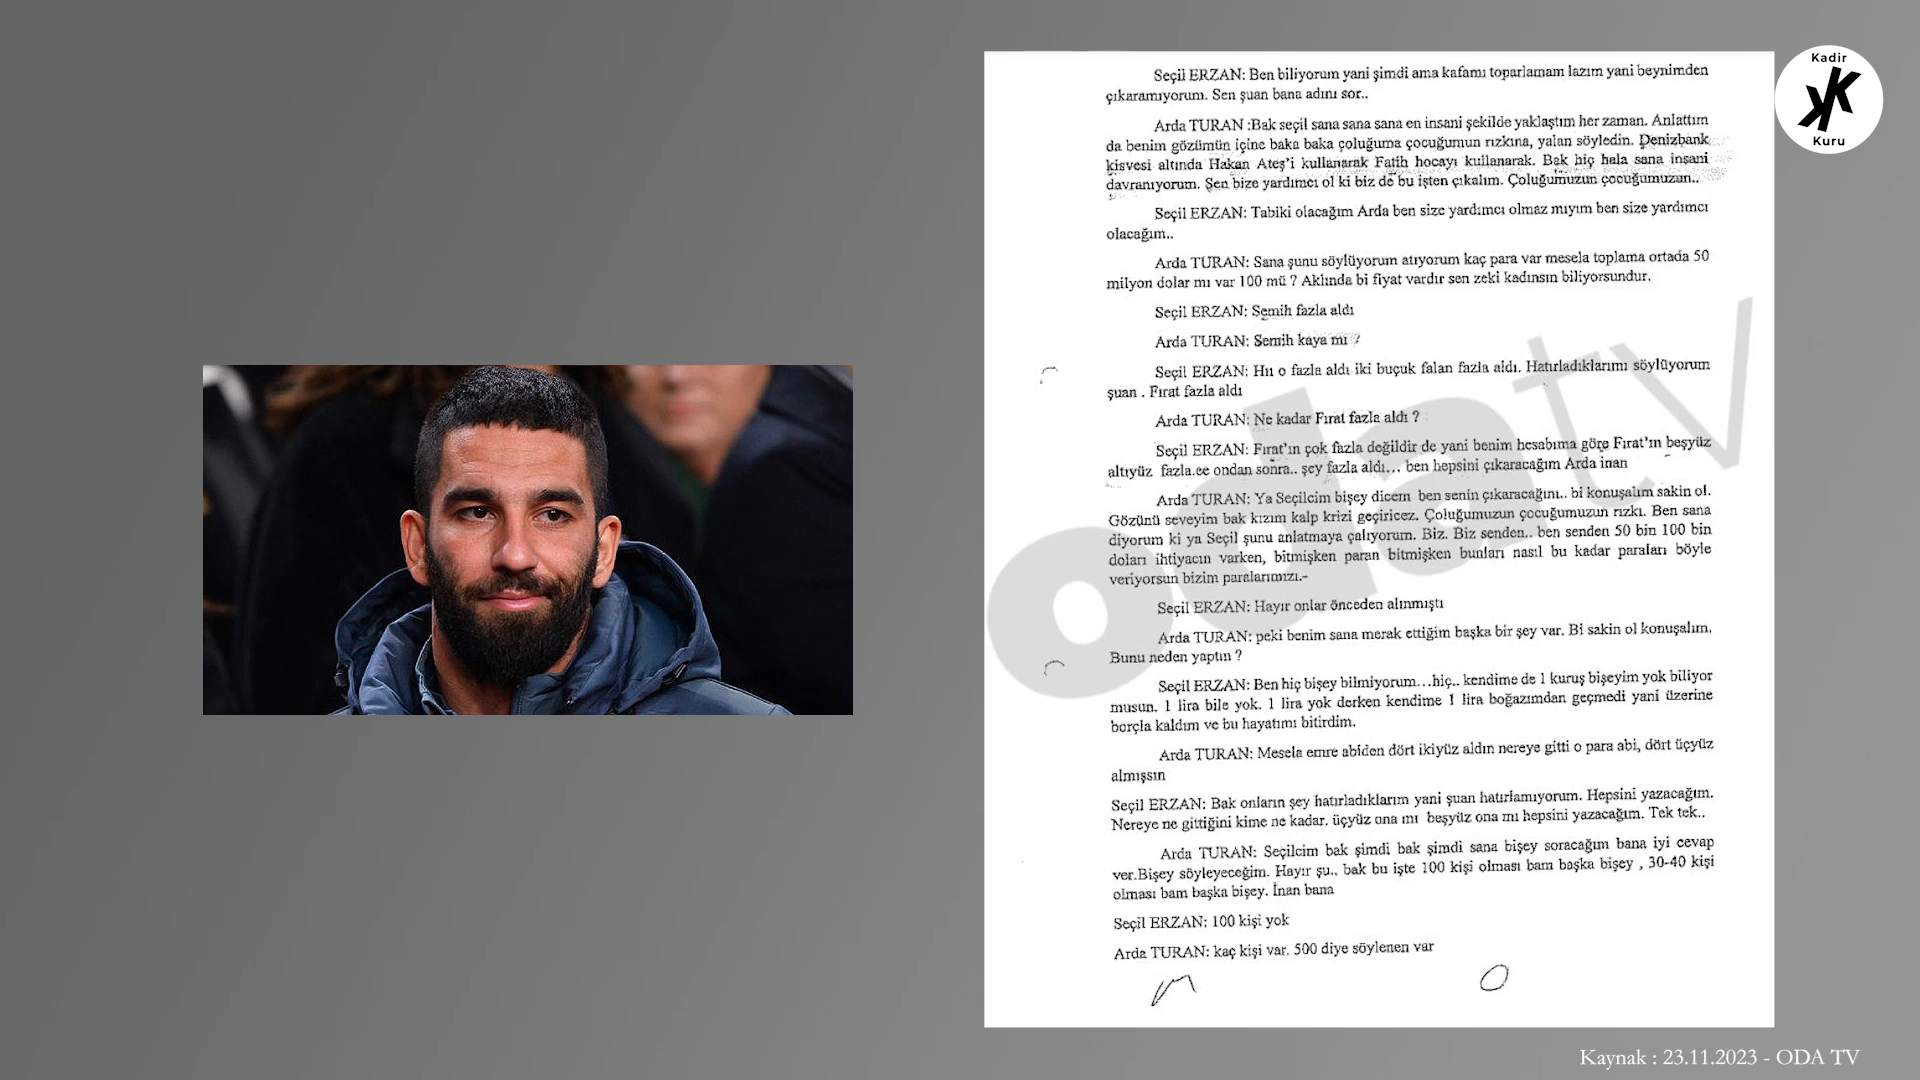 Kadir
KK
Kuru
Seçil ERZAN: Ben biliyorum yani şimdi ama kafamı toparlamam lazım yani beynimden
çıkaramıyorum. Sen şuan bana adını sor..
Arda TURAN :Bak seçil sana sana sana en insani şekilde yaklaştım her zaman. Anlattım
da benim gözümün içine baka baka çoluğuma çocuğumun rızkına, yalan söyledin. Denizbank
kisvesi altında Hakan Ateş'i kullanarak Fatih hocayı kullanarak. Bak hiç hala sana insani
davranıyorum. Sen bize yardımcı ol ki biz de bu işten çıkalım. Çoluğumuzun çocuğumuzun..
Seçil ERZAN: Tabiki olacağım Arda ben size yardımcı olmaz mıyım ben size yardımcı
olacağım..
Arda TURAN: Sana şunu söylüyorum atıyorum kaç para var mesela toplama ortada 50
milyon dolar mı var 100 mü ? Aklında bi fiyat vardır sen zeki kadınsın biliyorsundur.
Seçil ERZAN: Semih fazla aldı
Arda TURAN: Semih kaya mı ?
Seçil ERZAN: Hıı o fazla aldı iki buçuk falan fazla aldı. Hatırladıklarımı söylüyorum
şuan . Fırat fazla aldı
Arda TURAN: Ne kadar Fırat fazla aldı ?
Seçil ERZAN: Fırat'ın çok fazla değildir de yani benim hesabıma göre Fırat'ın beşyüz
altıyüz fazla.ee ondan sonra.. şey fazla aldı... ben hepsini çıkaracağım Arda inan
Arda TURAN: Ya Seçilcim bişey dicem ben senin çıkaracağını.. bi konuşalım sakin ol.
Gözünü seveyim bak kızım kalp krizi geçiricez. Çoluğumuzun çocuğumuzun rızkı. Ben sana
diyorum ki ya Seçil şunu anlatmaya çalıyorum. Biz. Biz senden.. ben senden 50 bin 100 bin
doları ihtiyacın varken, bitmişken paran bitmişken bunları nasıl bu kadar paraları böyle
veriyorsun bizim paralarımızı.-
Seçil ERZAN: Hayır onlar önceden alınmıştı
Arda TURAN: peki benim sana merak ettiğim başka bir şey var. Bi sakin ol konuşalım.
Bunu neden yaptın ?
Seçil ERZAN: Ben hiç bişey bilmiyorum...hiç.. kendime de 1 kuruş bişeyim yok biliyor
musun. 1 lira bile yok. 1 lira yok derken kendime 1 lira boğazımdan geçmedi yani üzerine
borçla kaldım ve bu hayatımı bitirdim.
Arda TURAN: Mesela emre abiden dört ikiyüz aldın nereye gitti o para abi, dört üçyüz
almışsın
Seçil ERZAN: Bak onların şey hatırladıklarım yani şuan hatırlamıyorum. Hepsini yazacağım.
Nereye ne gittiğini kime ne kadar. üçyüz ona mı beşyüz ona mı hepsini yazacağım. Tek tek..
Arda TURAN: Seçilcim bak şimdi bak şimdi sana bişey soracağım bana iyi cevap
ver.Bişey söyleyeceğim. Hayır şu.. bak bu işte 100 kişi olması bam başka bişey , 30-40 kişi
olması bam başka bişey. İnan bana
Seçil ERZAN: 100 kişi yok
Arda TURAN: kaç kişi var. 500 diye söylenen var
odatv
Kaynak : 23.11.2023 - ODA TV